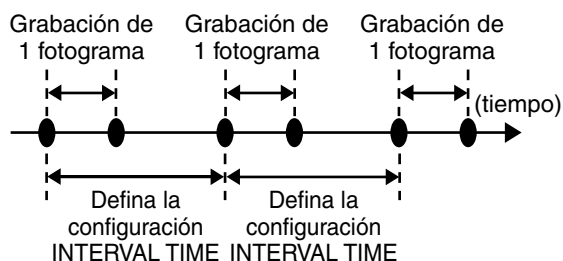 Grabación de
1 fotograma
Grabación de
1 fotograma
Grabación de
1 fotograma
(tiempo)
Defina la
configuración
INTERVAL TIME
Defina la
configuración
INTERVAL TIME